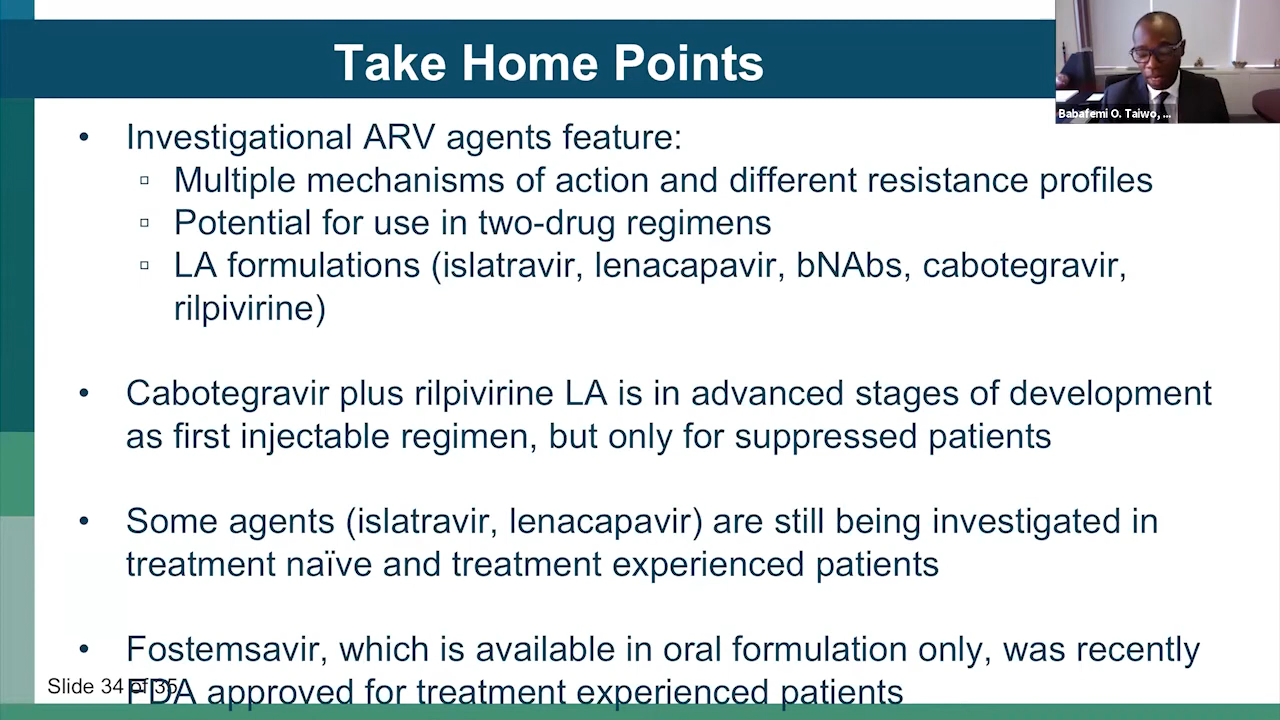 Take Home Points
Babafemi O. Taiwo, ...
• Investigational ARV agents feature:
▫ Multiple mechanisms of action and different resistance profiles
▫ Potential for use in two-drug regimens
▫ LA formulations (islatravir, lenacapavir, bNAbs, cabotegravir,
rilpivirine)
• Cabotegravir plus rilpivirine LA is in advanced stages of development
as first injectable regimen, but only for suppressed patients
• Some agents (islatravir, lenacapavir) are still being investigated in
treatment naïve and treatment experienced patients
• Fostemsavir, which is available in oral formulation only, was recently
FDA approved for treatment experienced patients
Slide 34 of 35